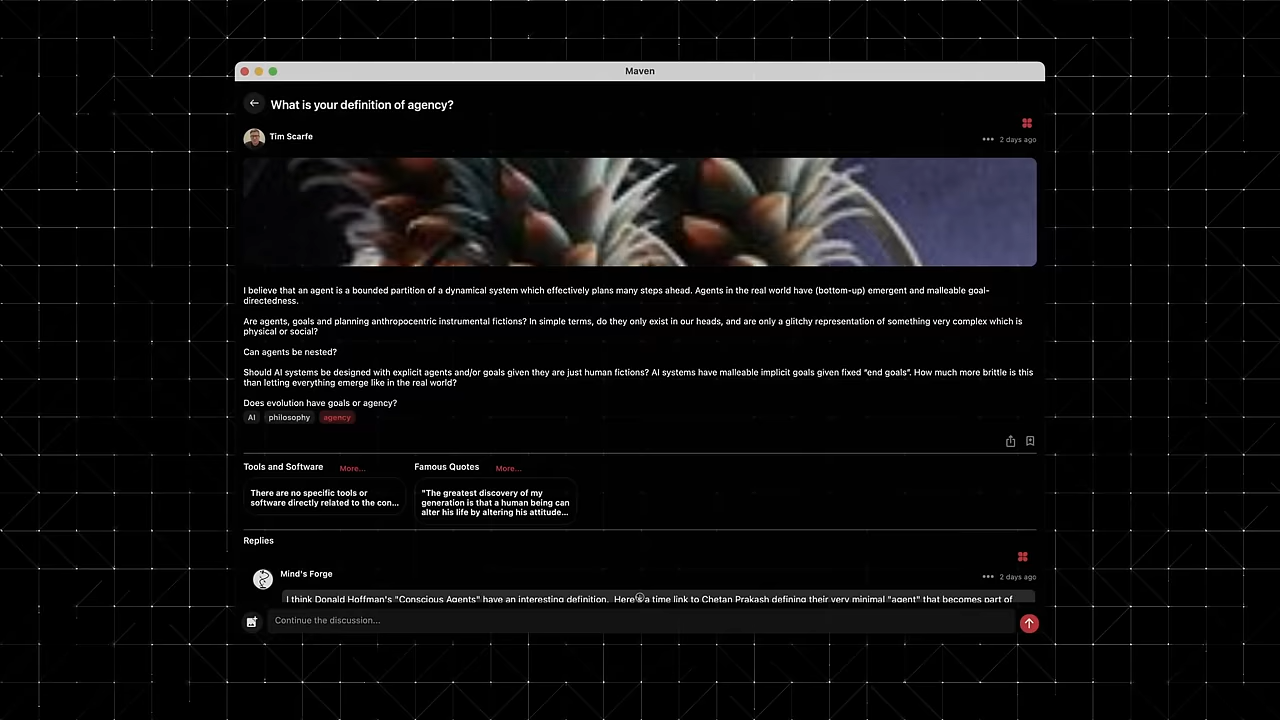 Maven
What is your definition of agency?
Tim Scarfe
2 days ago
I believe that an agent is a bounded partition of a dynamical system which effectively plans many steps ahead. Agents in the real world have (bottom-up) emergent and malleable goal-
directedness.
Are agents, goals and planning anthropocentric instrumental fictions? In simple terms, do they only exist in our heads, and are only a glitchy representation of something very complex which is
physical or social?
Can agents be nested?
Should AI systems be designed with explicit agents and/or goals given they are just human fictions? AI systems have malleable implicit goals given fixed “end goals”. How much more brittle is this
than letting everything emerge like in the real world?
Does evolution have goals or agency?
AI philosophy agency
Tools and Software More...
There are no specific tools or
software directly related to the con...
Famous Quotes More...
"The greatest discovery of my
generation is that a human being can
alter his life by altering his attitude...
Replies
Mind's Forge
2 days ago
I think Donald Hoffman's "Conscious Agents" have an interesting definition. Here's a time link to Chetan Prakash defining their very minimal "agent" that becomes part of
Continue the discussion...